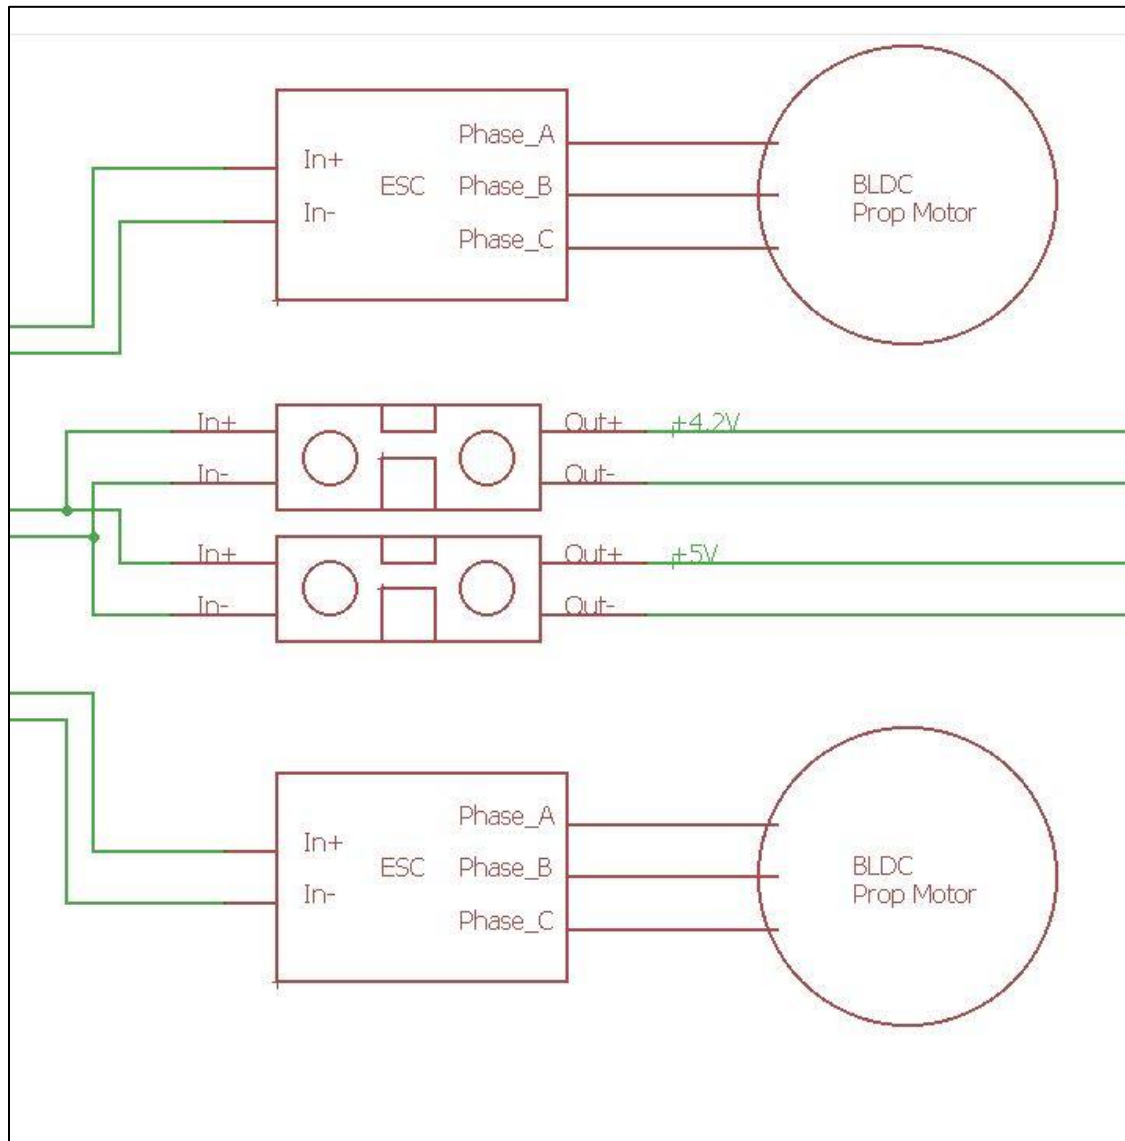 Phase_A
In+
ESC
Phase_B
BLDC
Prop Motor
In-
Phase_C
In+
Out+
+4.2V
In-
Out-
In+
Out+
+5V
In-
Out-
Phase_A
In+
ESC
Phase_B
BLDC
Prop Motor
In-
Phase_C